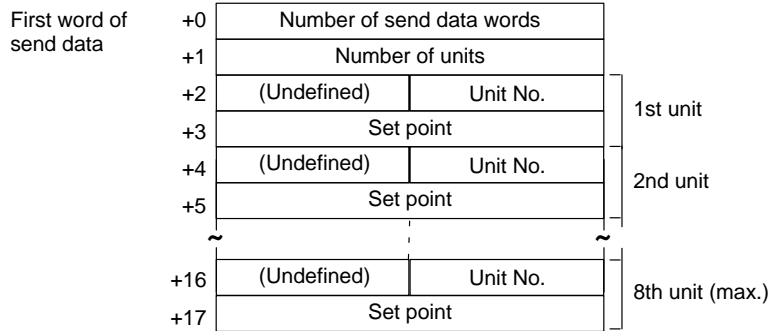 First word of
send data
+0 Number of send data words
+1 Number of units
+2 (Undefined) Unit No.
1st unit
+3 Set point
+4 (Undefined) Unit No.
2nd unit
+5 Set point
~ ~
+16 (Undefined) Unit No.
8th unit (max.)
+17 Set point